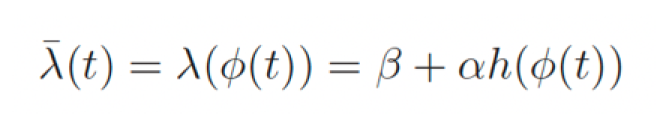 λ̄(t) = λ(ϕ(t)) = β + αh(ϕ(t))